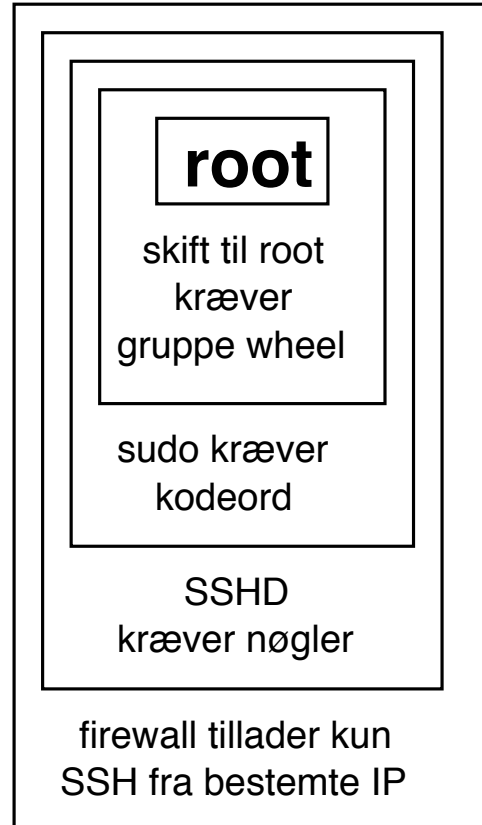 root
skift til root
kræver
gruppe wheel
sudo kræver
kodeord
SSHD
kræver nøgler
firewall tillader kun
SSH fra bestemte IP